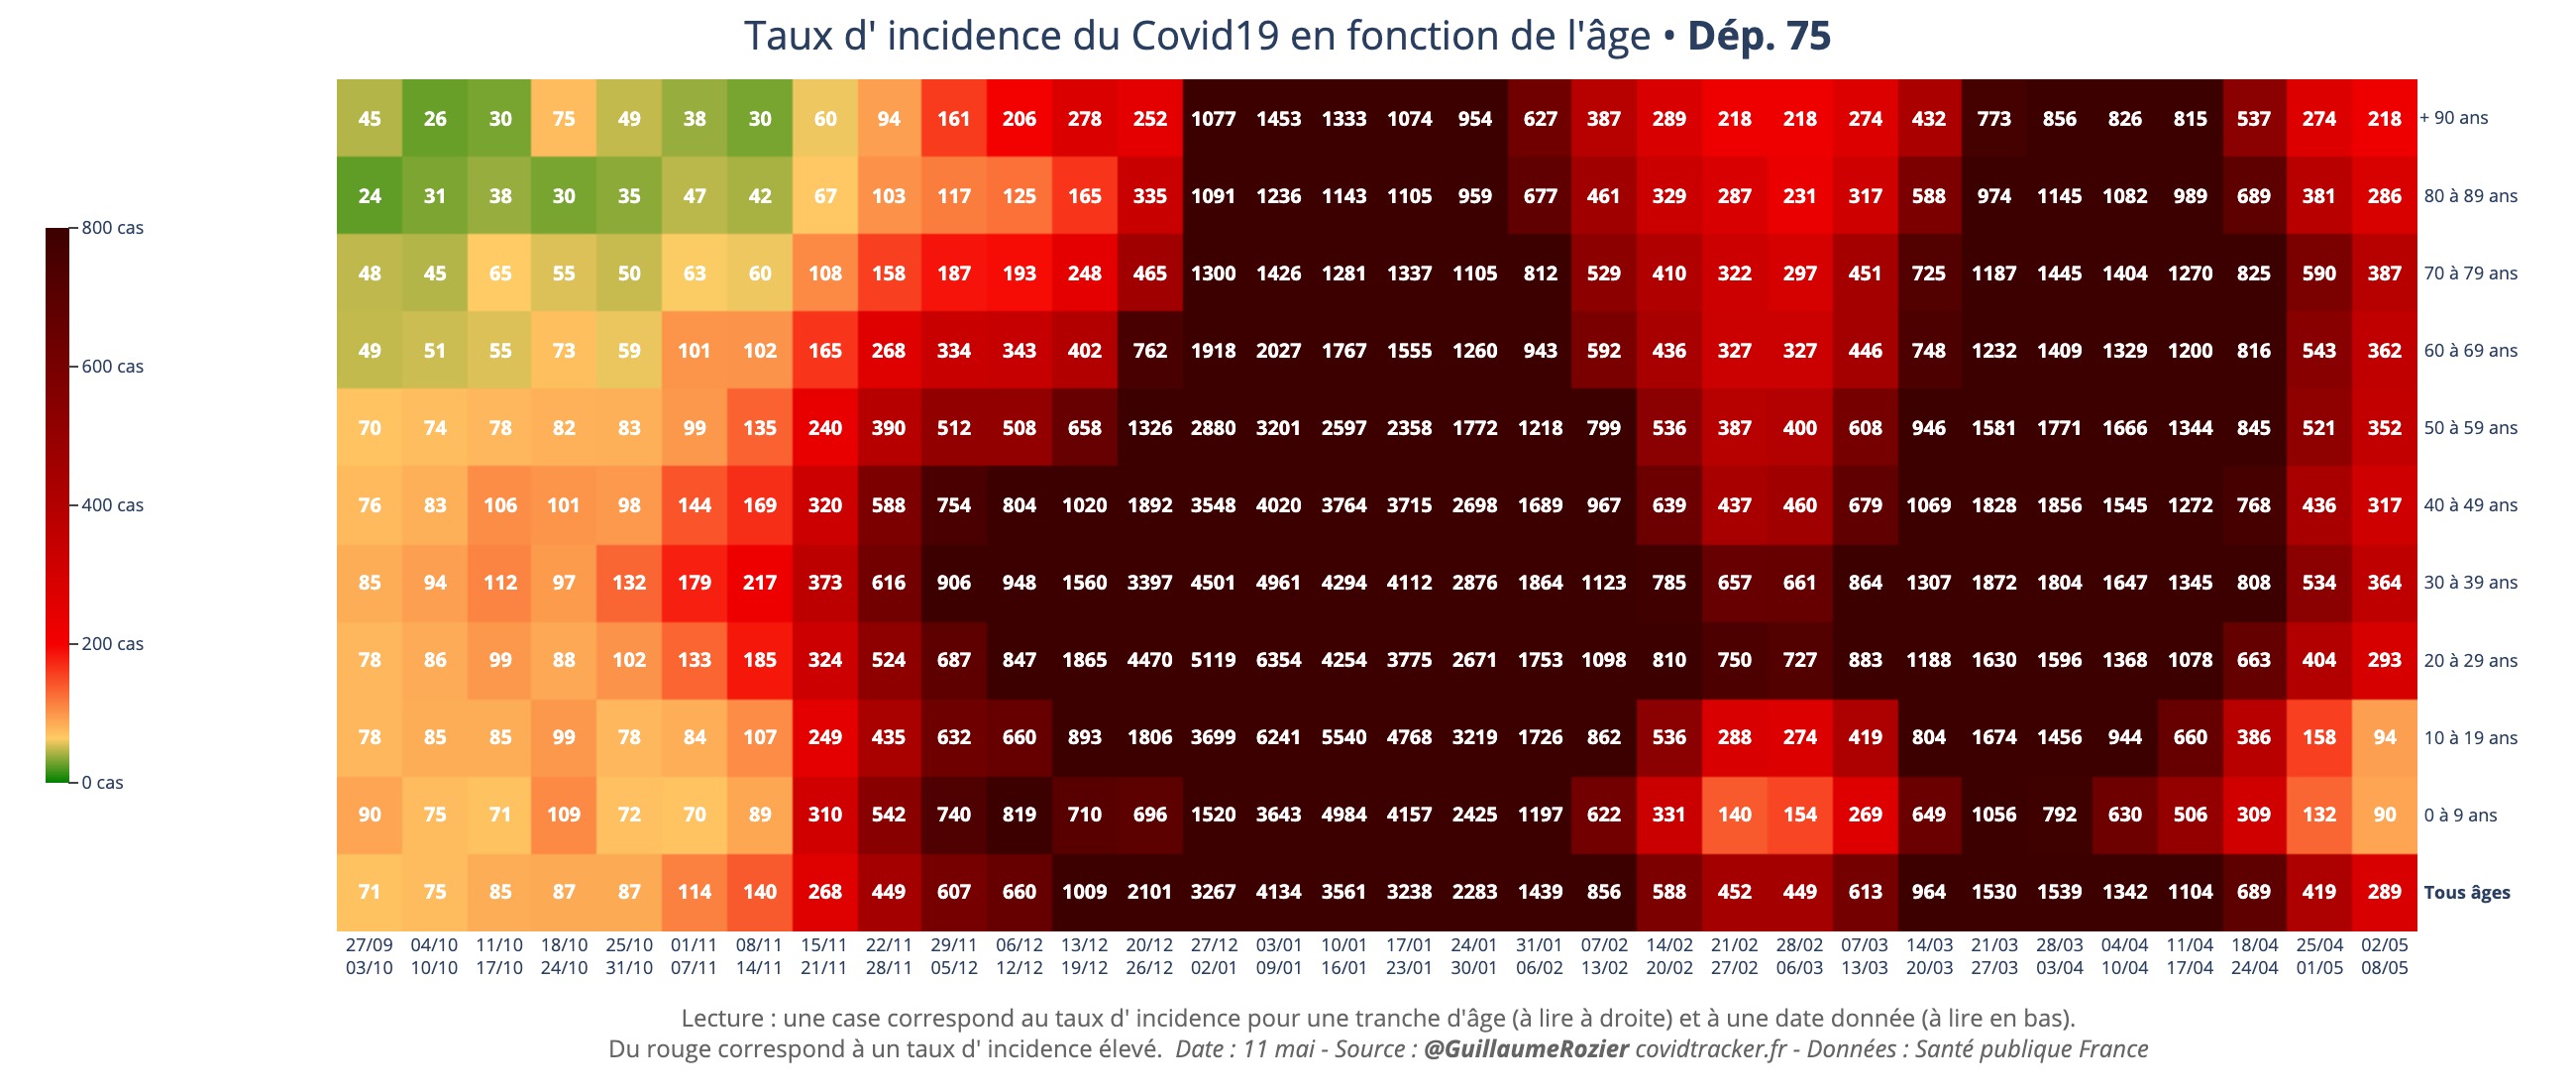 Taux d' incidence du Covid19 en fonction de l'âge • Dép. 75
800 cas
600 cas
400 cas
200 cas
0 cas
45 26 30 75 49 38 30 60 94 161 206 278 252 1077 1453 1333 1074 954 627 387 289 218 218 274 432 773 856 826 815 537 274 218 + 90 ans
24 31 38 30 35 47 42 67 103 117 125 165 335 1091 1236 1143 1105 959 677 461 329 287 231 317 588 974 1145 1082 989 689 381 286 80 à 89 ans
48 45 65 55 50 63 60 108 158 187 193 248 465 1300 1426 1281 1337 1105 812 529 410 322 297 451 725 1187 1445 1404 1270 825 590 387 70 à 79 ans
49 51 55 73 59 101 102 165 268 334 343 402 762 1918 2027 1767 1555 1260 943 592 436 327 327 446 748 1232 1409 1329 1200 816 543 362 60 à 69 ans
70 74 78 82 83 99 135 240 390 512 508 658 1326 2880 3201 2597 2358 1772 1218 799 536 387 400 608 946 1581 1771 1666 1344 845 521 352 50 à 59 ans
76 83 106 101 98 144 169 320 588 754 804 1020 1892 3548 4020 3764 3715 2698 1689 967 639 437 460 679 1069 1828 1856 1545 1272 768 436 317 40 à 49 ans
85 94 112 97 132 179 217 373 616 906 948 1560 3397 4501 4961 4294 4112 2876 1864 1123 785 657 661 864 1307 1872 1804 1647 1345 808 534 364 30 à 39 ans
78 86 99 88 102 133 185 324 524 687 847 1865 4470 5119 6354 4254 3775 2671 1753 1098 810 750 727 883 1188 1630 1596 1368 1078 663 404 293 20 à 29 ans
78 85 85 99 78 84 107 249 435 632 660 893 1806 3699 6241 5540 4768 3219 1726 862 536 288 274 419 804 1674 1456 944 660 386 158 94 10 à 19 ans
90 75 71 109 72 70 89 310 542 740 819 710 696 1520 3643 4984 4157 2425 1197 622 331 140 154 269 649 1056 792 630 506 309 132 90 0 à 9 ans
71 75 85 87 87 114 140 268 449 607 660 1009 2101 3267 4134 3561 3238 2283 1439 856 588 452 449 613 964 1530 1539 1342 1104 689 419 289 Tous âges
27/09 04/10 11/10 18/10 25/10 01/11 08/11 15/11 22/11 29/11 06/12 13/12 20/12 27/12 03/01 10/01 17/01 24/01 31/01 07/02 14/02 21/02 28/02 07/03 14/03 21/03 28/03 04/04 11/04 18/04 25/04 02/05
03/10 10/10 17/10 24/10 31/10 07/11 14/11 21/11 28/11 05/12 12/12 19/12 26/12 02/01 09/01 16/01 23/01 30/01 06/02 13/02 20/02 27/02 06/03 13/03 20/03 27/03 03/04 10/04 17/04 24/04 01/05 08/05
Lecture : une case correspond au taux d' incidence pour une tranche d'âge (à lire à droite) et à une date donnée (à lire en bas).
Du rouge correspond à un taux d' incidence élevé. Date : 11 mai - Source : @GuillaumeRozier covidtracker.fr - Données : Santé publique France